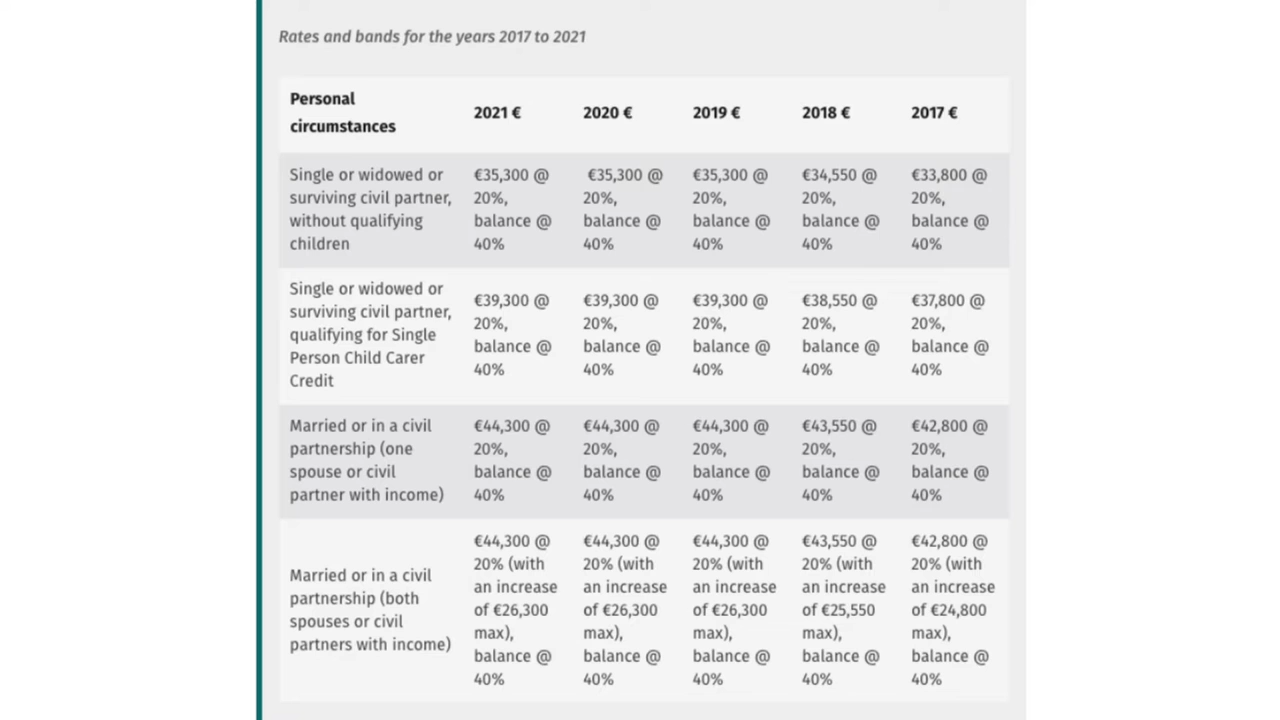 Rates and bands for the years 2017 to 2021
Personal
circumstances
2021 €
2020 €
2019 €
2018 €
2017 €
Single or widowed or
surviving civil partner,
without qualifying
children
€35,300 @
20%,
balance @
40%
€35,300 @
20%,
balance @
40%
€35,300 @
20%,
balance @
40%
€34,550 @
20%,
balance @
40%
€33,800 @
20%,
balance @
40%
Single or widowed or
surviving civil partner,
qualifying for Single
Person Child Carer
Credit
€39,300 @
20%,
balance @
40%
€39,300 @
20%,
balance @
40%
€39,300 @
20%,
balance @
40%
€38,550 @
20%,
balance @
40%
€37,800 @
20%,
balance @
40%
Married or in a civil
partnership (one
spouse or civil
partner with income)
€44,300 @
20%,
balance @
40%
€44,300 @
20%,
balance @
40%
€44,300 @
20%,
balance @
40%
€43,550 @
20%,
balance @
40%
€42,800 @
20%,
balance @
40%
Married or in a civil
partnership (both
spouses or civil
partners with income)
€44,300 @
20% (with
an increase
of €26,300
max),
balance @
40%
€44,300 @
20% (with
an increase
of €26,300
max),
balance @
40%
€44,300 @
20% (with
an increase
of €26,300
max),
balance @
40%
€43,550 @
20% (with
an increase
of €25,550
max),
balance @
40%
€42,800 @
20% (with
an increase
of €24,800
max),
balance @
40%